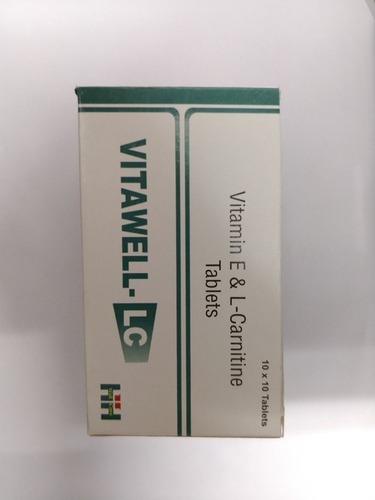 VITAWELL-LC
Vitamin E & L-Carnitine
Tablets
10 x 10 Tablets